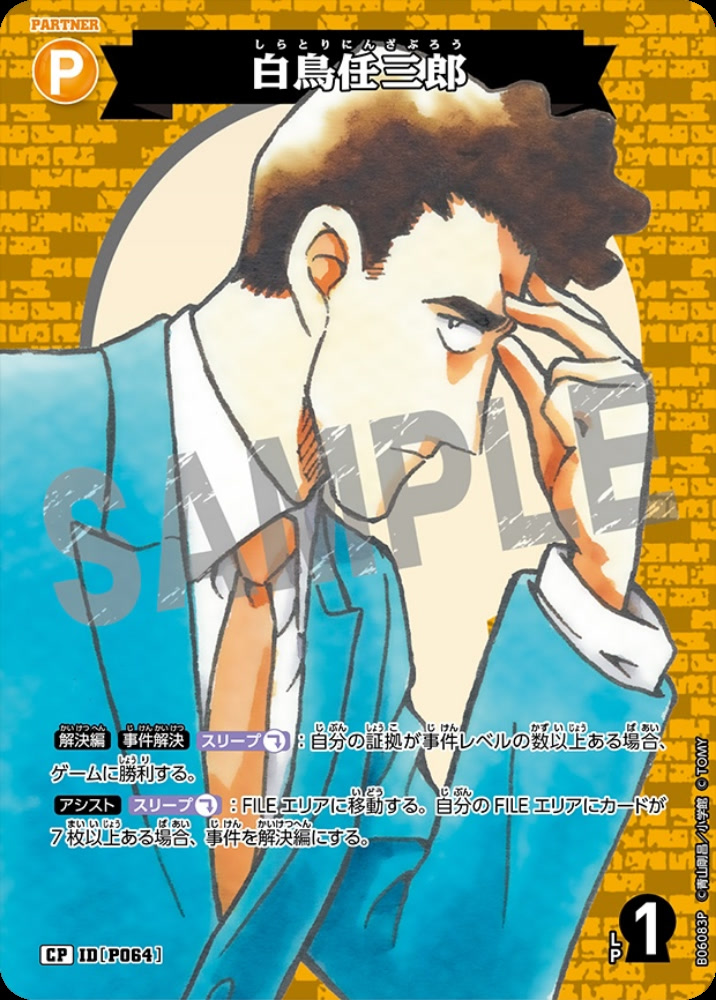 PARTNER
P
しらとりにんざぶろう
白鳥任三郎
SAMPLE
かいけつへん じけんかいけつ じぶん しょうこ じけん かずいじょう ばあい
解決編 事件解決 スリープ：自分の証拠が事件レベルの数以上ある場合、
しょうり
ゲームに勝利する。
いどう じぶん
アシスト スリープ：FILEエリアに移動する。自分のFILEエリアにカードが
まいいじょう ばあい じけん かいけつへん
7枚以上ある場合、事件を解決編にする。
CP ID[P064]
LP 1
B06083P ©青山剛昌／小学館 © TOMY